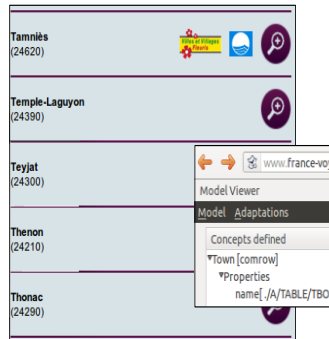 Tamniès
(24620)
Villes et Villages
Fleuris
Temple-Laguyon
(24390)
Teyjat
(24300)
Thenon
(24210)
Thonac
(24290)
www.france-voy
Model Viewer
Model Adaptations
Concepts defined
Town [comrow]
Properties
name[ ./A/TABLE/TBO